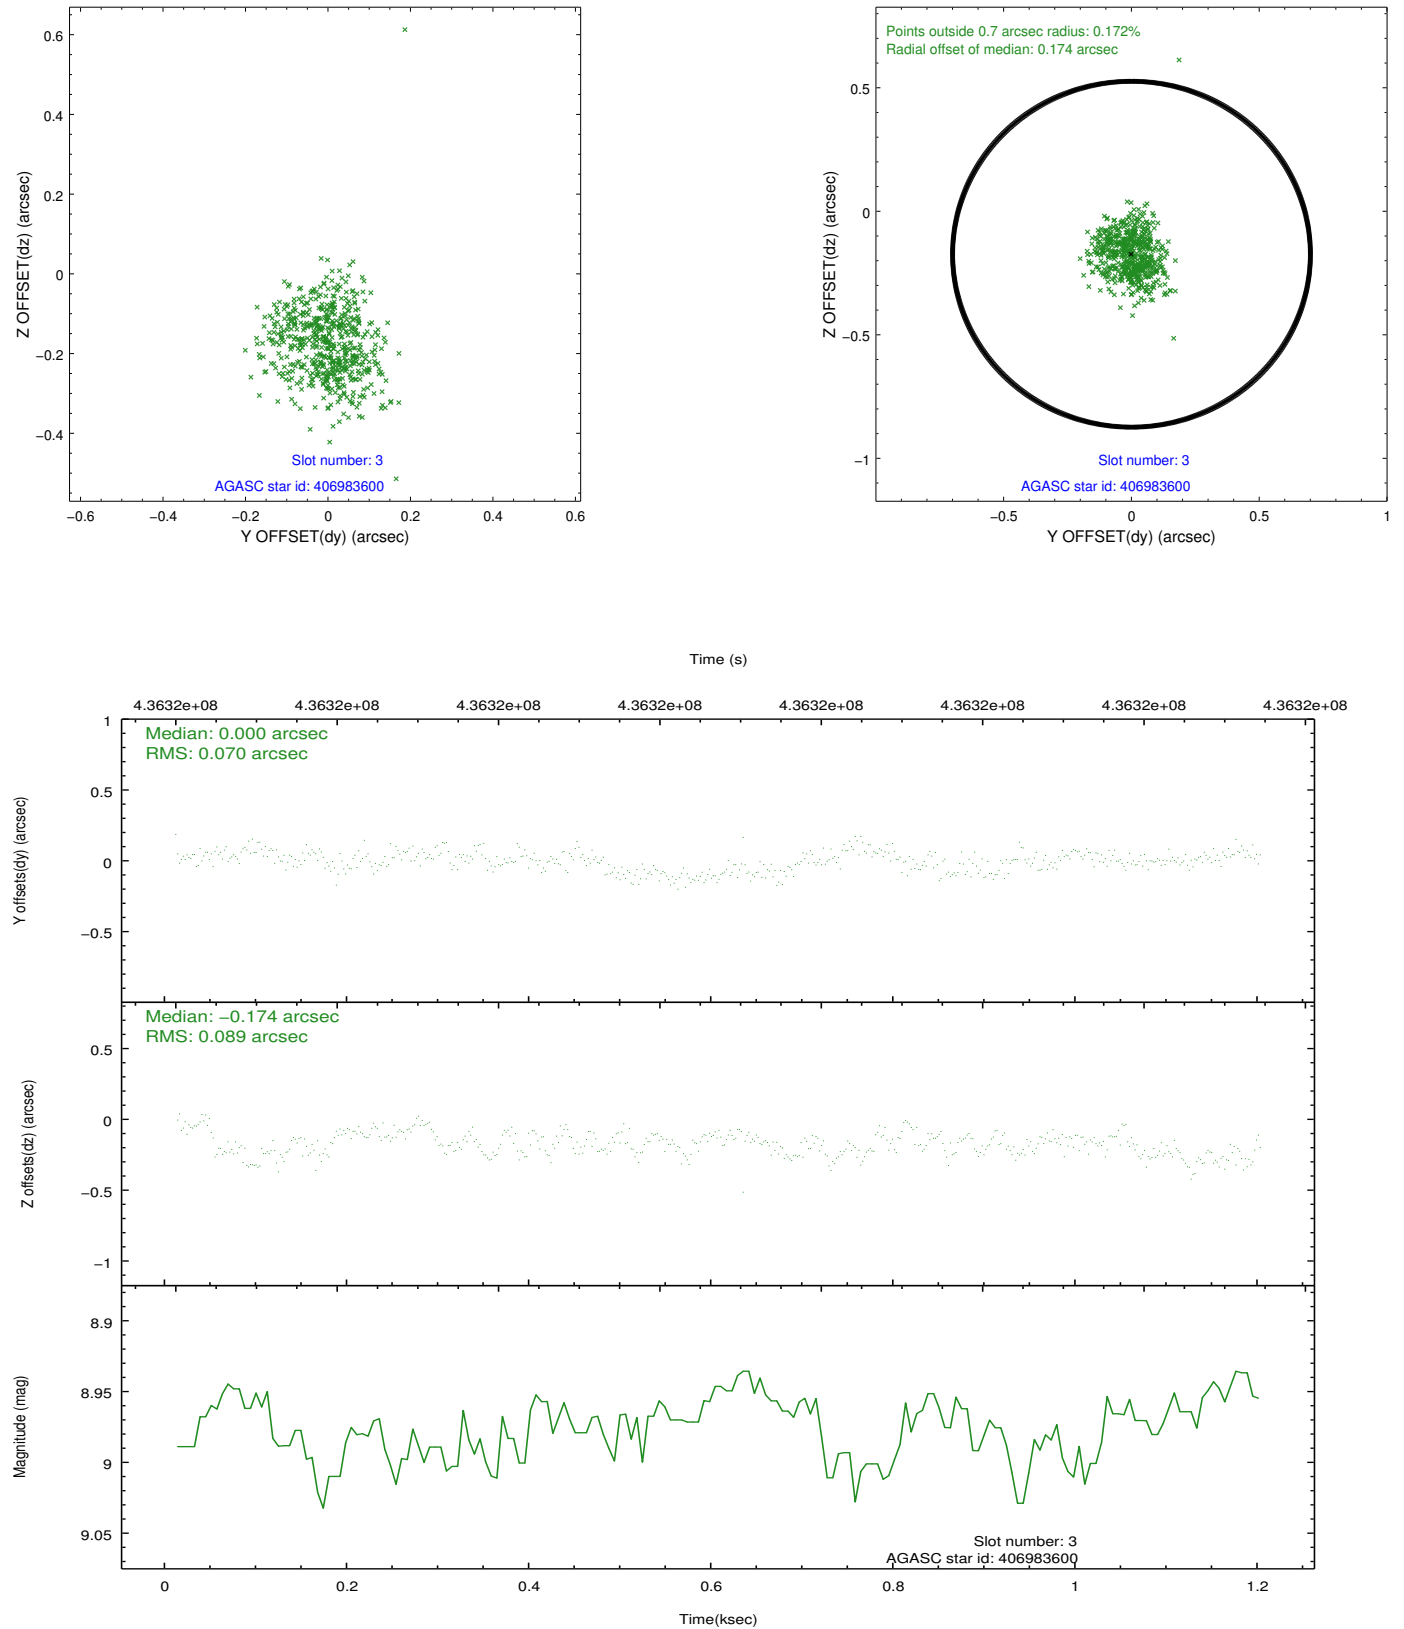 0.6
0.4
0.2
0
−0.2
−0.4
Z OFFSET(dz) (arcsec)
Slot number: 3
AGASC star id: 406983600
−0.6 −0.4 −0.2 0 0.2 0.4 0.6
Y OFFSET(dy) (arcsec)
Points outside 0.7 arcsec radius: 0.172%
Radial offset of median: 0.174 arcsec
0.5
0
−0.5
−1
Z OFFSET(dz) (arcsec)
Slot number: 3
AGASC star id: 406983600
−0.5 0 0.5 1
Y OFFSET(dy) (arcsec)
Time (s)
4.3632e+08 4.3632e+08 4.3632e+08 4.3632e+08 4.3632e+08 4.3632e+08 4.3632e+08 4.3632e+08
Median: 0.000 arcsec
RMS: 0.070 arcsec
1
0.5
0
−0.5
Y offsets(dy) (arcsec)
Median: −0.174 arcsec
RMS: 0.089 arcsec
0.5
0
−0.5
−1
Z offsets(dz) (arcsec)
8.9
8.95
9
9.05
Magnitude (mag)
Slot number: 3
AGASC star id: 406983600
0 0.2 0.4 0.6 0.8 1 1.2
Time(ksec)